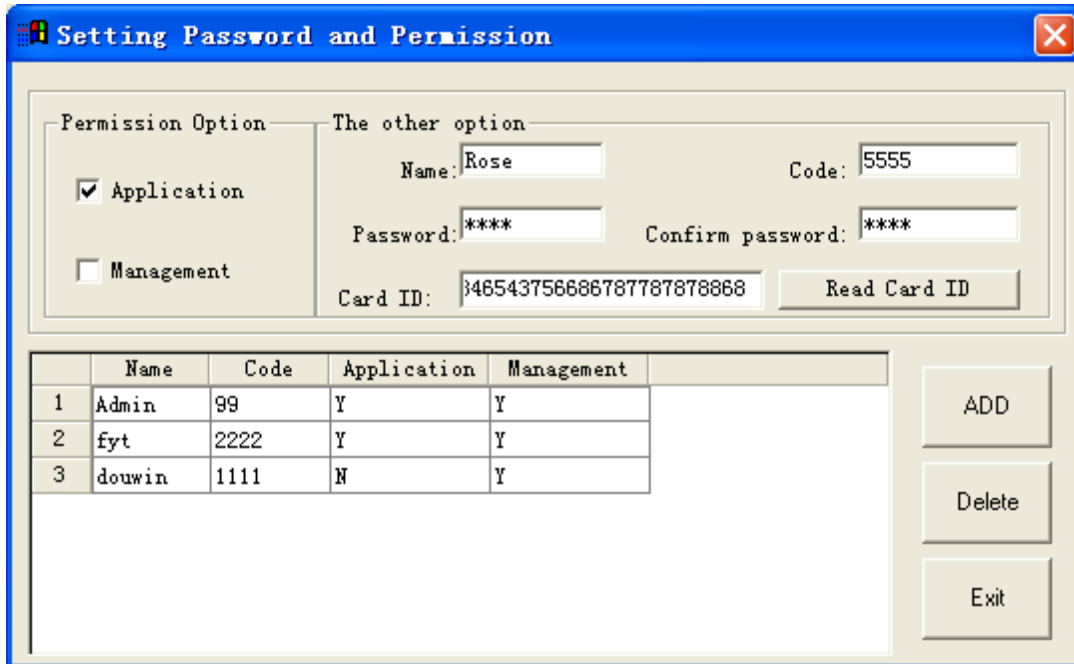 Setting Password and Permission
Permission Option
The other option
Name: Rose
Code: 5555
Application
Password: ****
Confirm password: ****
Management
Card ID: 346543756686787787878868
Read Card ID
Name Code Application Management
1 Admin 99 Y Y
2 fyt 2222 Y Y
3 douwin 1111 N Y
ADD
Delete
Exit